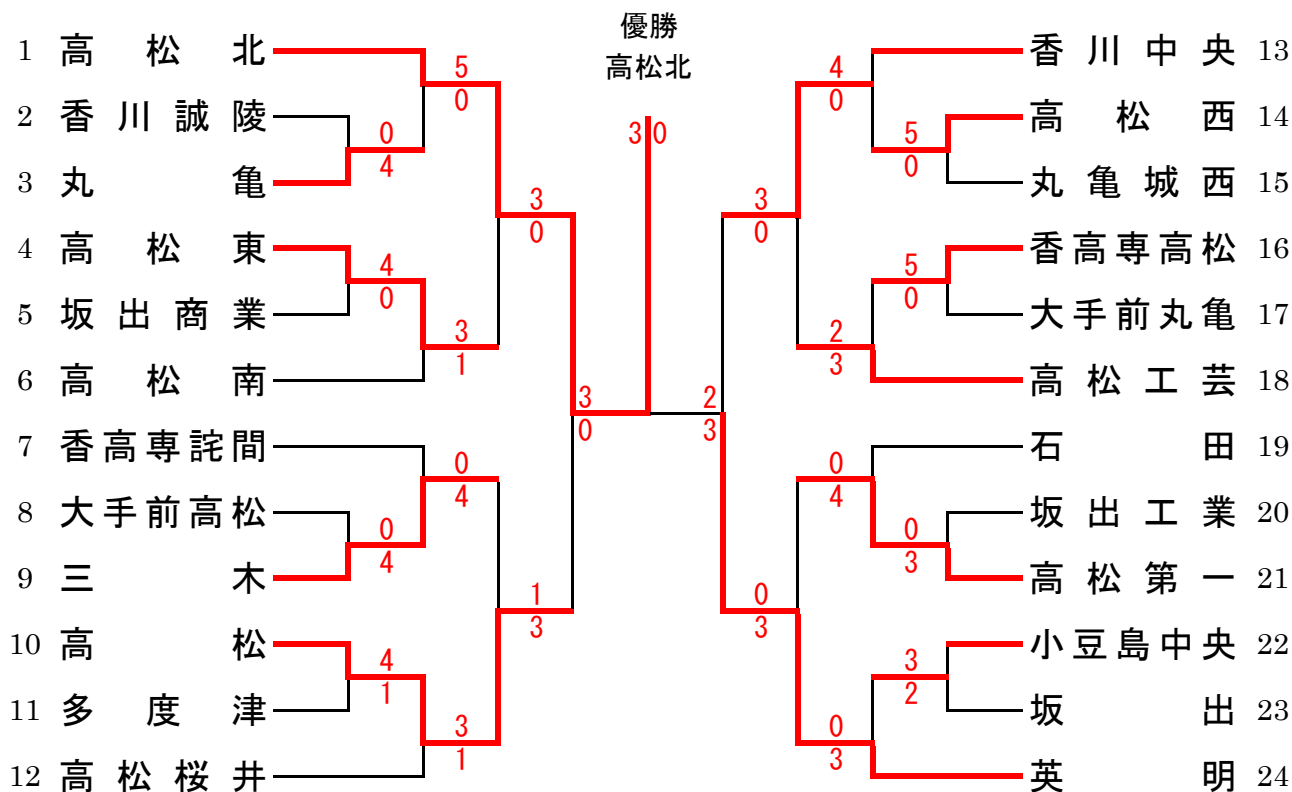 優勝
高松北
3 0
1 高松北
2 香川誠陵
3 丸亀
4 高松東
5 坂出商業
6 高松南
7 香高専詫間
8 大手前高松
9 三木
10 高松
11 多度津
12 高松桜井
5
0
0
4
4
0
3
1
3
0
0
4
0
4
4
1
3
1
1
3
3
0
香川中央 13
高松西 14
丸亀城西 15
香高専高松 16
大手前丸亀 17
高松工芸 18
石田 19
坂出工業 20
高松第一 21
小豆島中央 22
坂出 23
英明 24
4
0
5
0
5
0
2
3
3
0
0
4
0
3
3
2
0
3
0
3
2
3